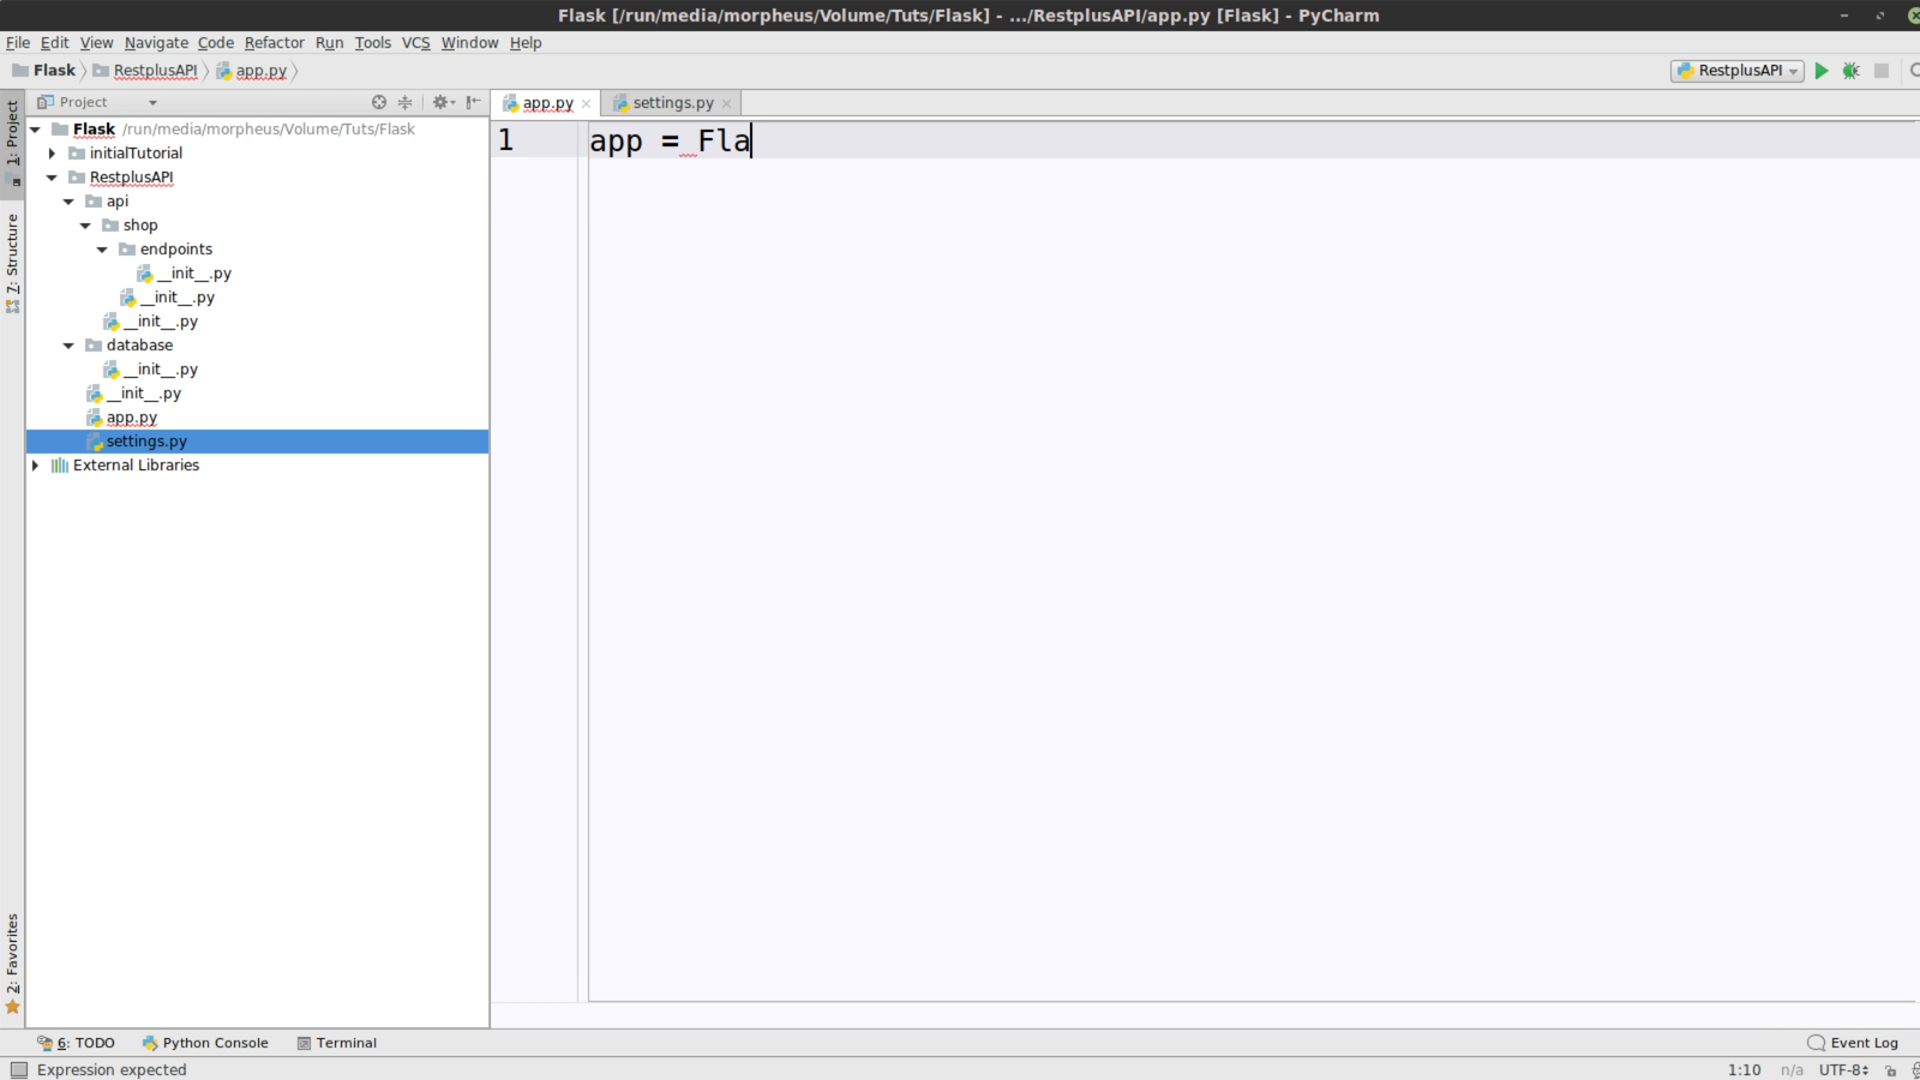 Flask [/run/media/morpheus/Volume/Tuts/Flask] - .../RestplusAPI/app.py [Flask] - PyCharm
File Edit View Navigate Code Refactor Run Tools VCS Window Help
Flask RestplusAPI app.py RestplusAPI
1: Project
7: Structure
2: Favorites
Project
app.py settings.py
Flask /run/media/morpheus/Volume/Tuts/Flask
initialTutorial
RestplusAPI
api
shop
endpoints
__init__.py
__init__.py
__init__.py
database
__init__.py
__init__.py
app.py
settings.py
External Libraries
1 app = Fla
6: TODO Python Console Terminal Event Log
Expression expected 1:10 n/a UTF-8